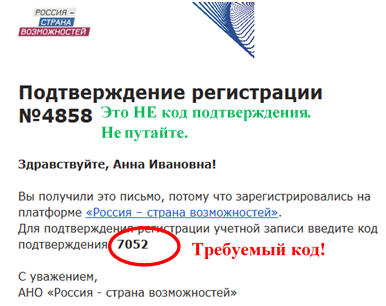 РОССИЯ –
СТРАНА
ВОЗМОЖНОСТЕЙ
Подтверждение регистрации
№4858 Это НЕ код подтверждения.
Не путайте.
Здравствуйте, Анна Ивановна!
Вы получили это письмо, потому что зарегистрировались на
платформе «Россия – страна возможностей».
Для подтверждения регистрации учетной записи введите код
подтверждения 7052 Требуемый код!
С уважением,
АНО «Россия - страна возможностей»